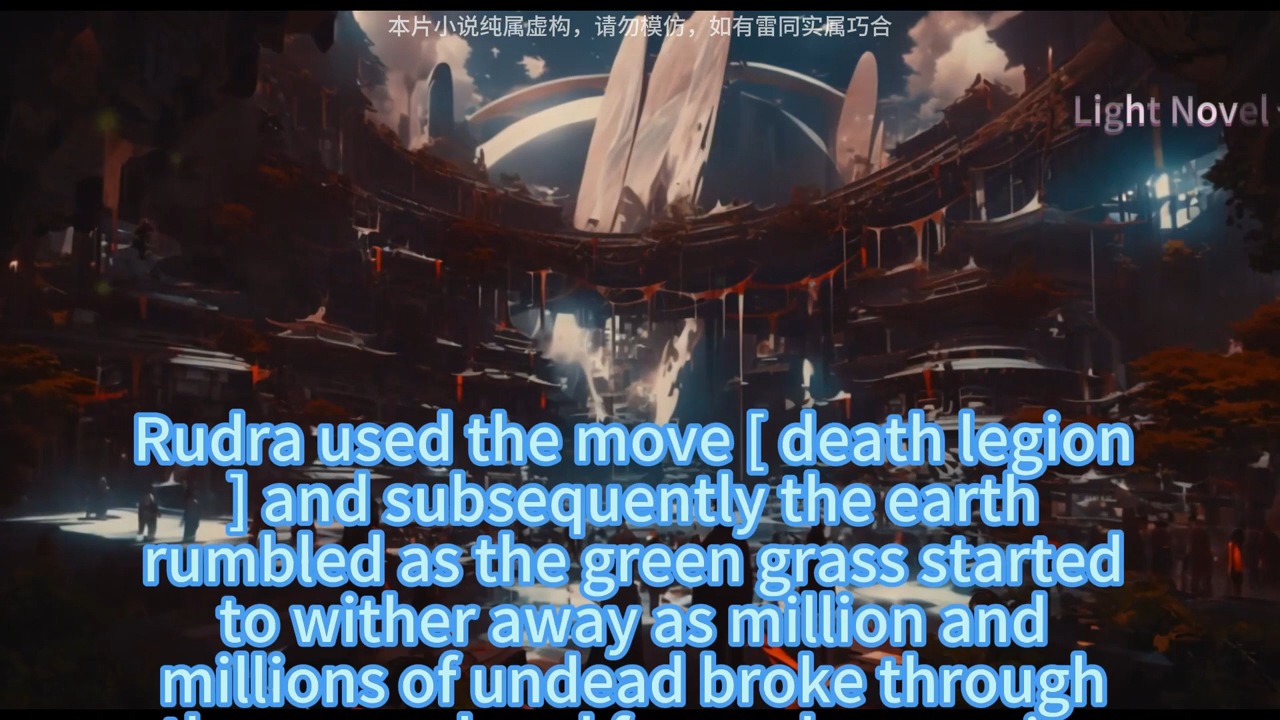 本片小说纯属虚构，请勿模仿，如有雷同实属巧合
Light Novel
Rudra used the move [ death legion
] and subsequently the earth
rumbled as the green grass started
to wither away as million and
millions of undead broke through